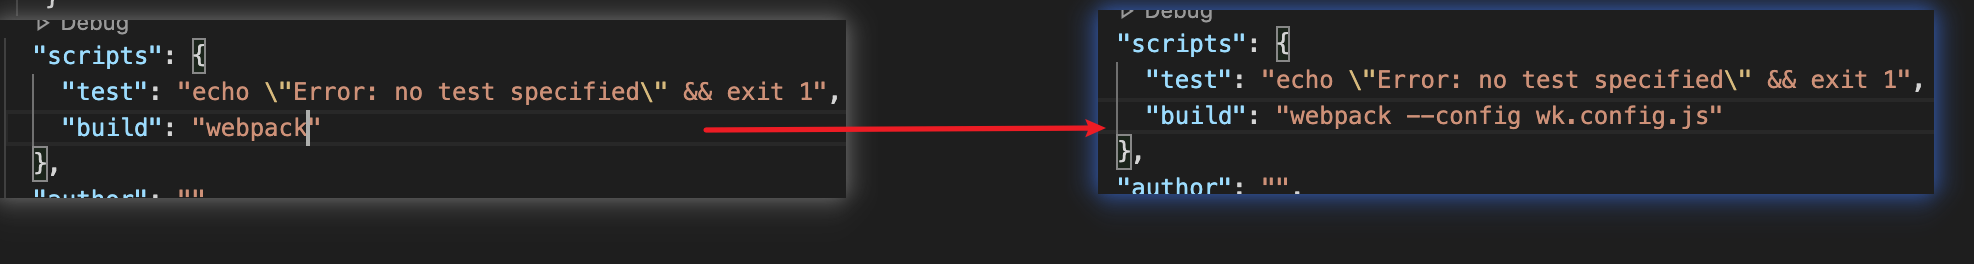 }
Debug
"scripts": {
"test": "echo \"Error: no test specified\" && exit 1",
"build": "webpack"
},
"author": ""
Debug
"scripts": {
"test": "echo \"Error: no test specified\" && exit 1",
"build": "webpack --config wk.config.js"
},
"author": "",